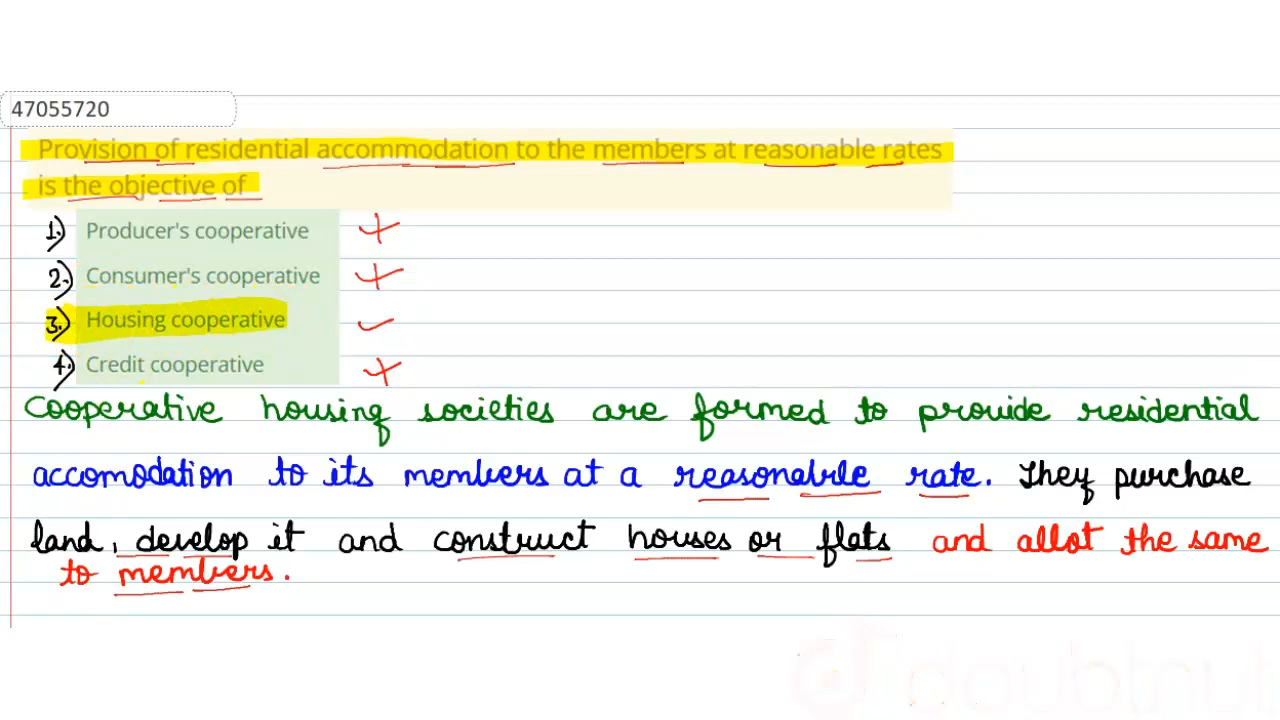 47055720
Provision of residential accommodation to the members at reasonable rates
is the objective of
1.) Producer's cooperative
2.) Consumer's cooperative
3.) Housing cooperative
4.) Credit cooperative
Cooperative housing societies are formed to provide residential
accomodation to its members at a reasonable rate. They purchase
land, develop it and construct houses or flats and allot the same
to members.
doubtnut